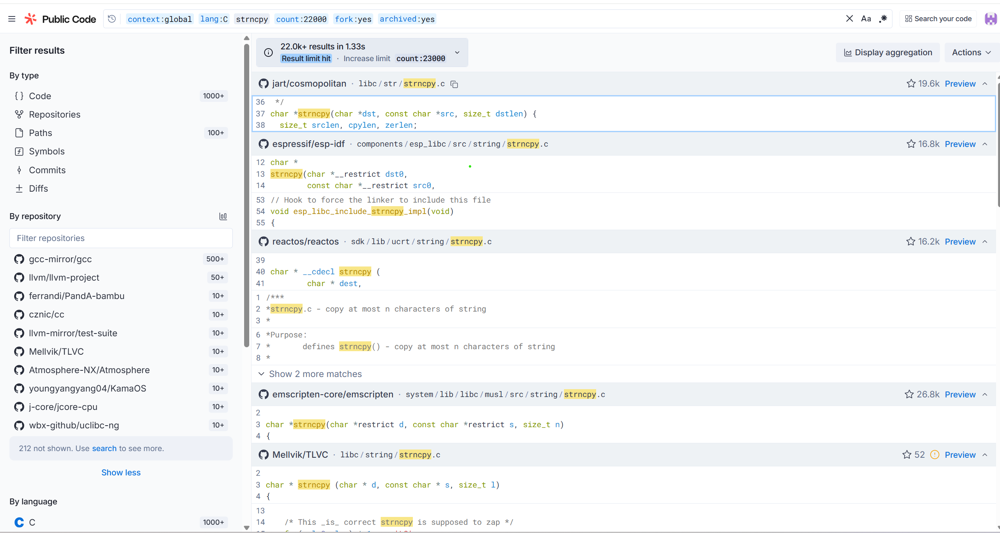 Public Code
context:global lang:C strncpy count:22000 fork:yes archived:yes
Aa
Search your code
Filter results
By type
Code 1000+
Repositories
Paths 100+
Symbols
Commits
Diffs
By repository
Filter repositories
gcc-mirror/gcc 500+
llvm/llvm-project 50+
ferrandi/PandA-bambu 10+
cznic/cc 10+
llvm-mirror/test-suite 10+
Mellvik/TLVC 10+
Atmosphere-NX/Atmosphere 10+
youngyangyang04/KamaOS 10+
j-core/jcore-cpu 10+
wbx-github/uclibc-ng 10+
212 not shown. Use search to see more.
Show less
By language
C 1000+
22.0k+ results in 1.33s
Result limit hit · Increase limit count:23000
Display aggregation
Actions
jart/cosmopolitan · libc/str/strncpy.c 19.6k Preview
36 */
37 char *strncpy(char *dst, const char *src, size_t dstlen) {
38 size_t srclen, cpylen, zerlen;
espressif/esp-idf · components/esp_libc/src/string/strncpy.c 16.8k Preview
12 char *
13 strncpy(char *__restrict dst0,
14 const char *__restrict src0,
53 // Hook to force the linker to include this file
54 void esp_libc_include_strncpy_impl(void)
55 {
reactos/reactos · sdk/lib/ucrt/string/strncpy.c 16.2k Preview
39
40 char * __cdecl strncpy (
41 char * dest,
1 /***
2 *strncpy.c - copy at most n characters of string
3 *
6 *Purpose:
7 * defines strncpy() - copy at most n characters of string
8 *
Show 2 more matches
emscripten-core/emscripten · system/lib/libc/musl/src/string/strncpy.c 26.8k Preview
2
3 char *strncpy(char *restrict d, const char *restrict s, size_t n)
4 {
Mellvik/TLVC · libc/string/strncpy.c 52 Preview
2
3 char * strncpy (char * d, const char * s, size_t l)
4 {
13
14 /* This _is_ correct strncpy is supposed to zap */